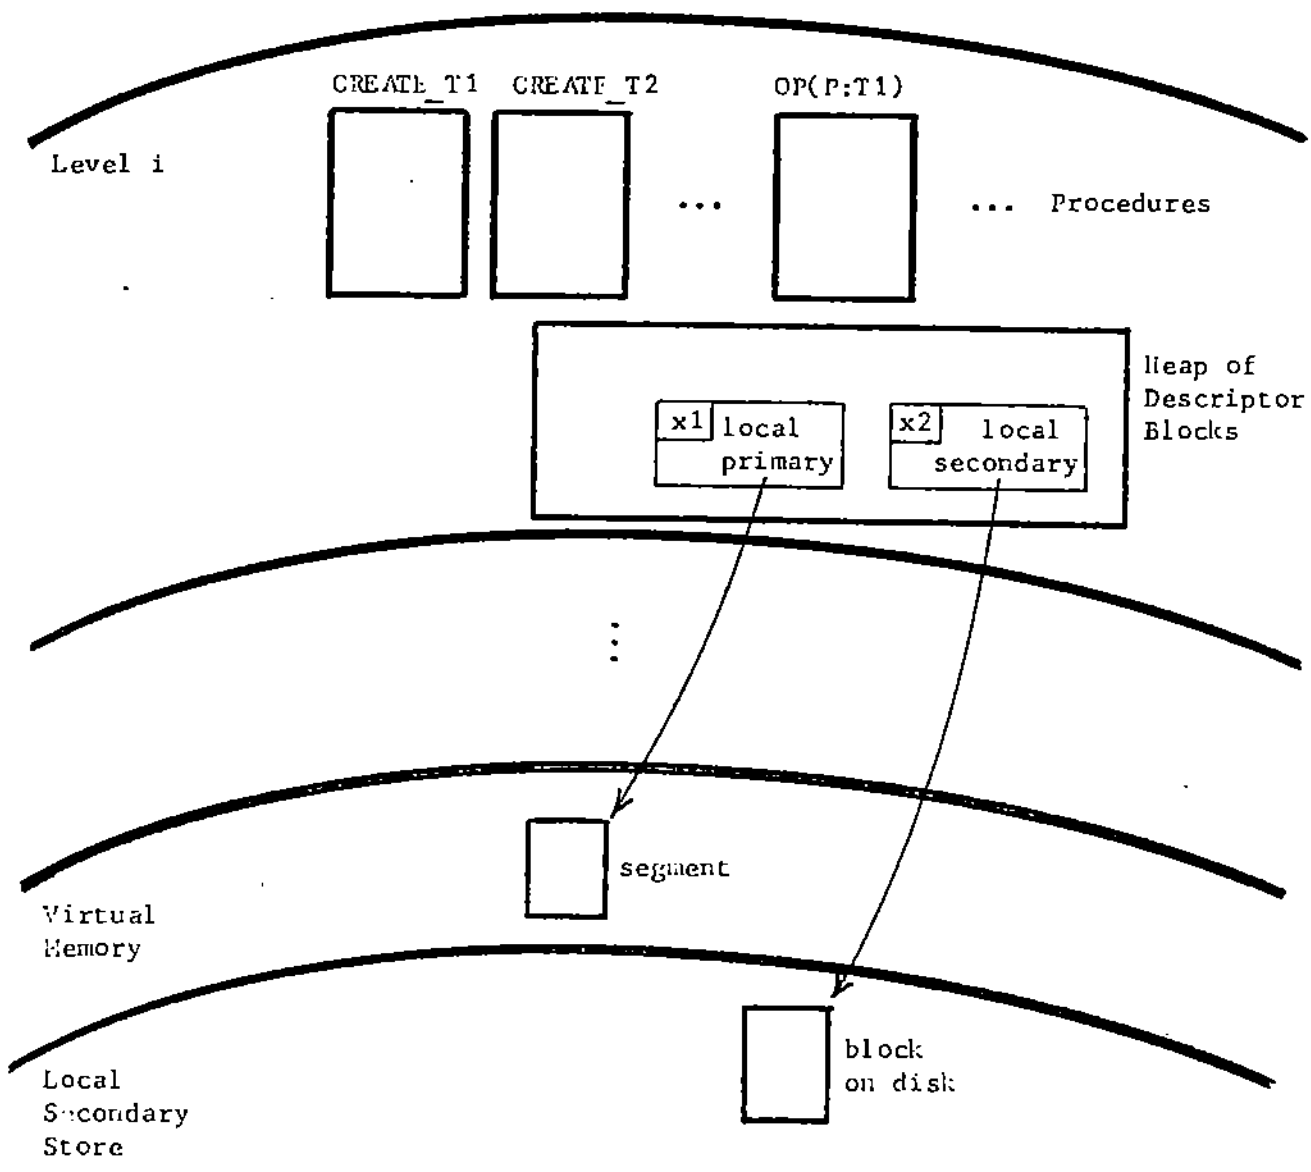 CREATE_T1 CREATE_T2 OP(P:T1)
Level i
... ... Procedures
Heap of
Descriptor
Blocks
x1 local
primary
x2 local
secondary
...
segment
Virtual
Memory
block
on disk
Local
Secondary
Store